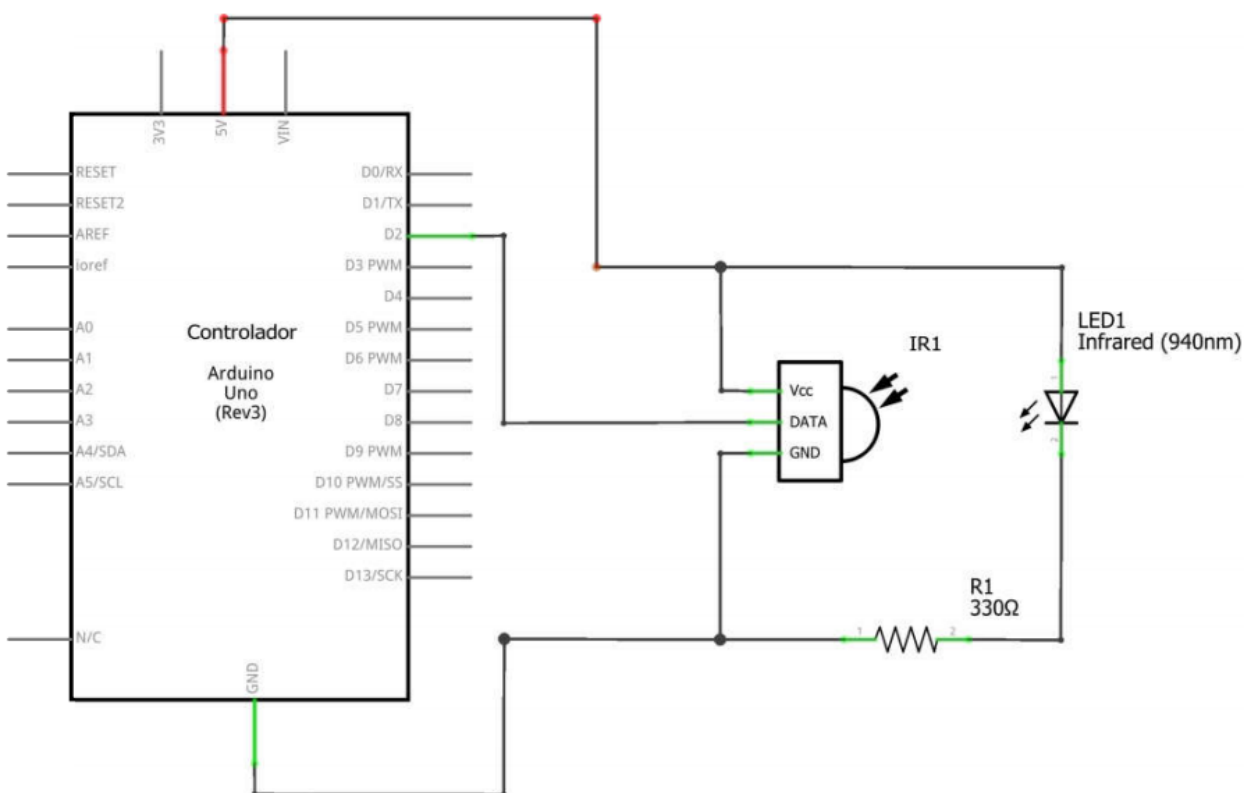 3V3
5V
VIN
RESET
RESET2
AREF
ioref
A0
A1
A2
A3
A4/SDA
A5/SCL
N/C
Controlador
Arduino
Uno
(Rev3)
D0/RX
D1/TX
D2
D3 PWM
D4
D5 PWM
D6 PWM
D7
D8
D9 PWM
D10 PWM/SS
D11 PWM/MOSI
D12/MISO
D13/SCK
GND
IR1
Vcc
DATA
GND
LED1
Infrared (940nm)
1
2
R1
330Ω
1
2